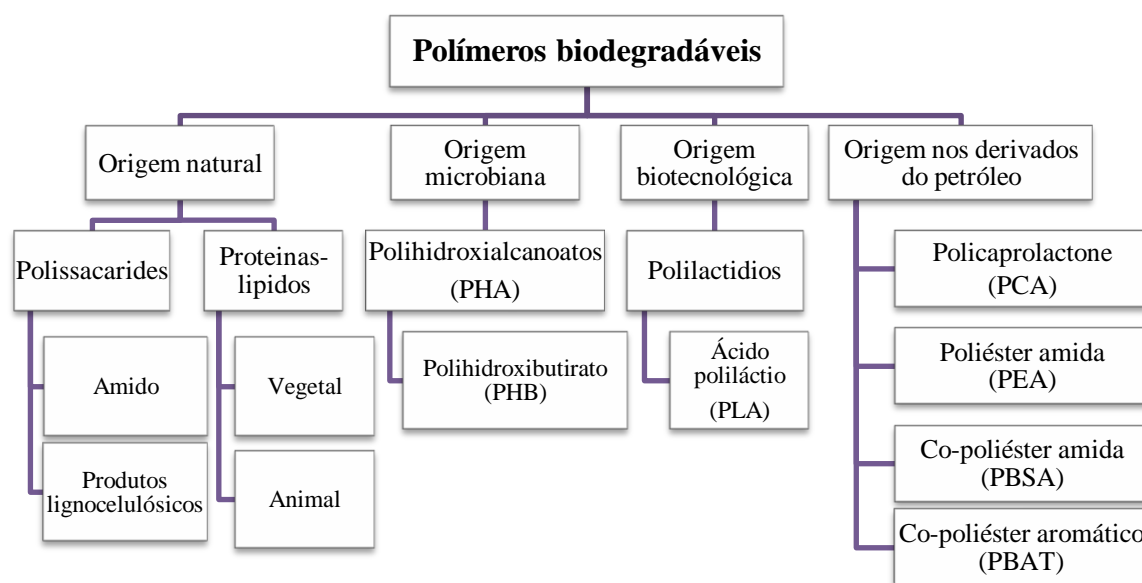 Polímeros biodegradáveis
Origem natural
Origem
microbiana
Origem
biotecnológica
Origem nos derivados
do petróleo
Polissacarides
Proteinas-
lipidos
Polihidroxialcanoatos
(PHA)
Polilactidios
Policaprolactone
(PCA)
Amido
Vegetal
Polihidroxibutirato
(PHB)
Ácido
poliláctio
(PLA)
Poliéster amida
(PEA)
Produtos
lignocelulósicos
Animal
Co-poliéster amida
(PBSA)
Co-poliéster aromático
(PBAT)